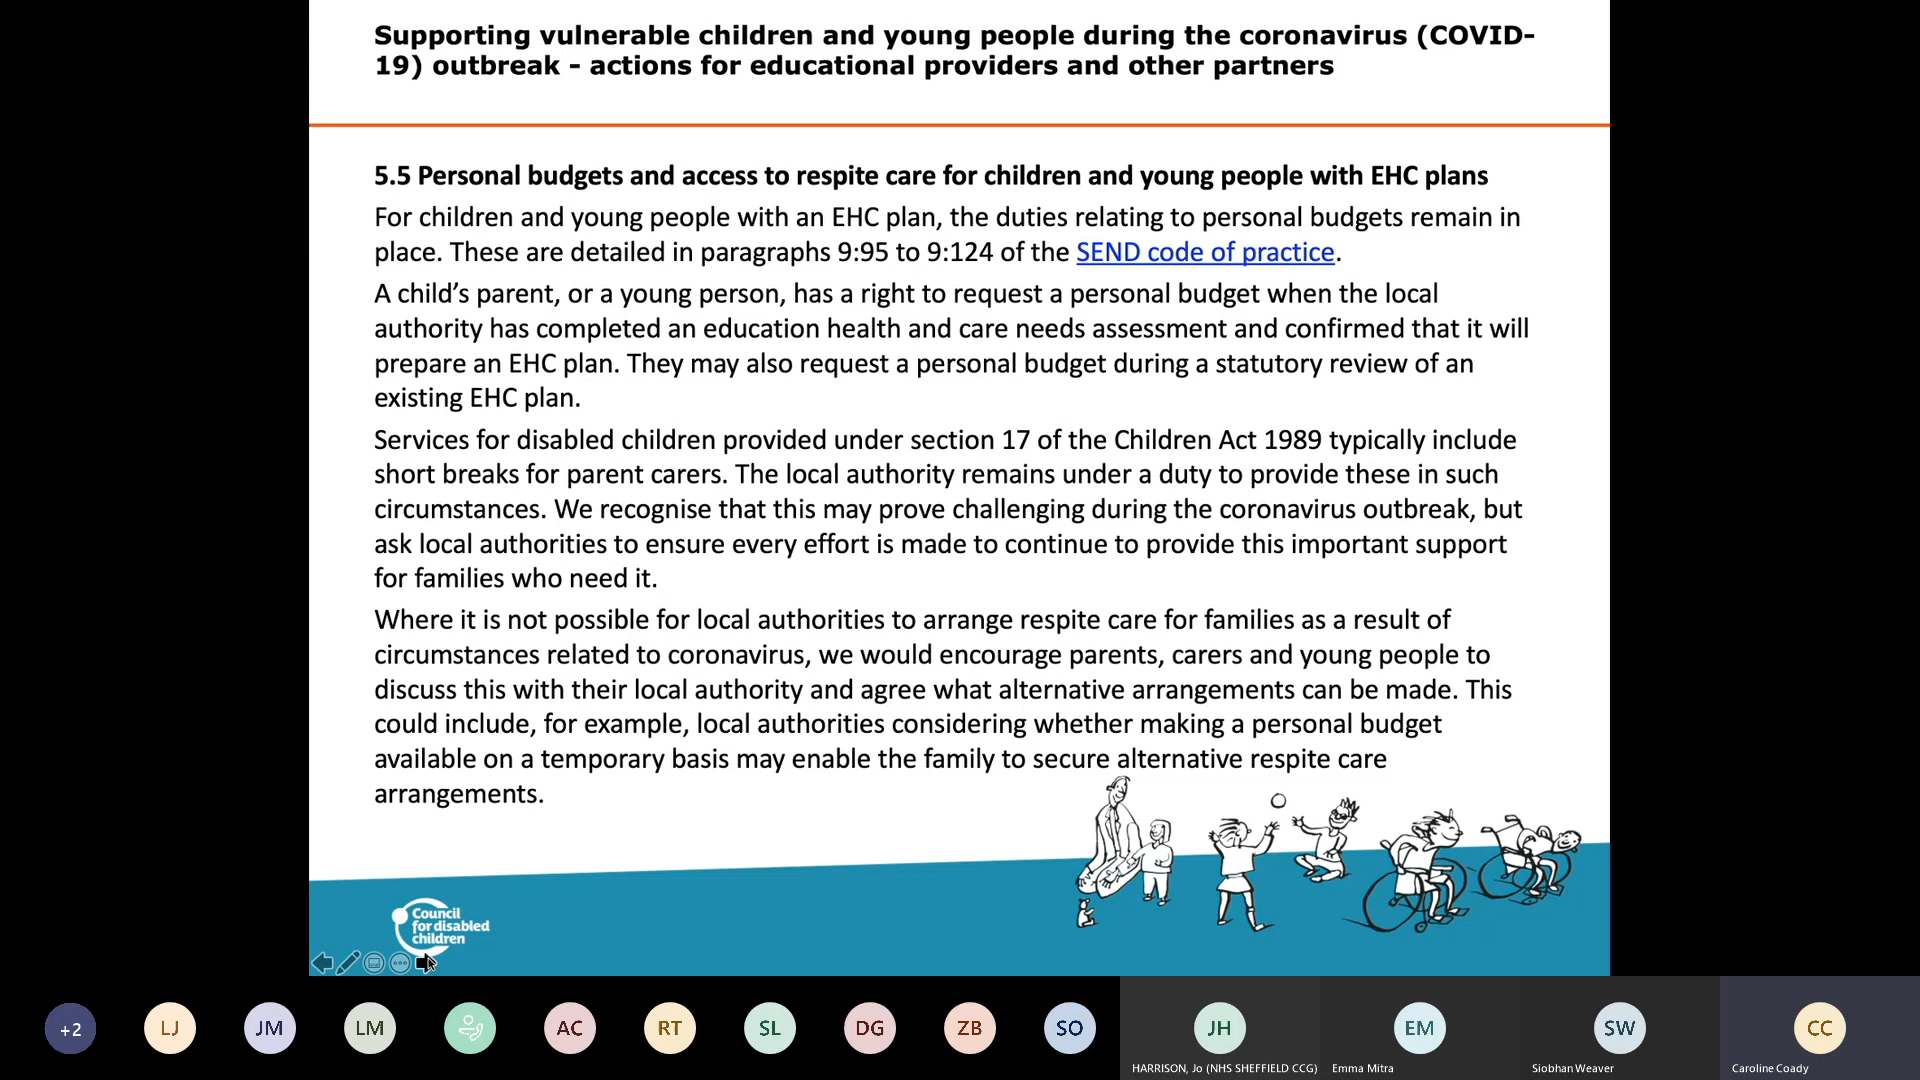 Supporting vulnerable children and young people during the coronavirus (COVID-
19) outbreak - actions for educational providers and other partners
5.5 Personal budgets and access to respite care for children and young people with EHC plans
For children and young people with an EHC plan, the duties relating to personal budgets remain in
place. These are detailed in paragraphs 9:95 to 9:124 of the SEND code of practice.
A child’s parent, or a young person, has a right to request a personal budget when the local
authority has completed an education health and care needs assessment and confirmed that it will
prepare an EHC plan. They may also request a personal budget during a statutory review of an
existing EHC plan.
Services for disabled children provided under section 17 of the Children Act 1989 typically include
short breaks for parent carers. The local authority remains under a duty to provide these in such
circumstances. We recognise that this may prove challenging during the coronavirus outbreak, but
ask local authorities to ensure every effort is made to continue to provide this important support
for families who need it.
Where it is not possible for local authorities to arrange respite care for families as a result of
circumstances related to coronavirus, we would encourage parents, carers and young people to
discuss this with their local authority and agree what alternative arrangements can be made. This
could include, for example, local authorities considering whether making a personal budget
available on a temporary basis may enable the family to secure alternative respite care
arrangements.
Council
for disabled
children
+2 LJ JM LM AC RT SL DG ZB SO JH EM SW CC
HARRISON, Jo (NHS SHEFFIELD CCG) Emma Mitra Siobhan Weaver Caroline Coady